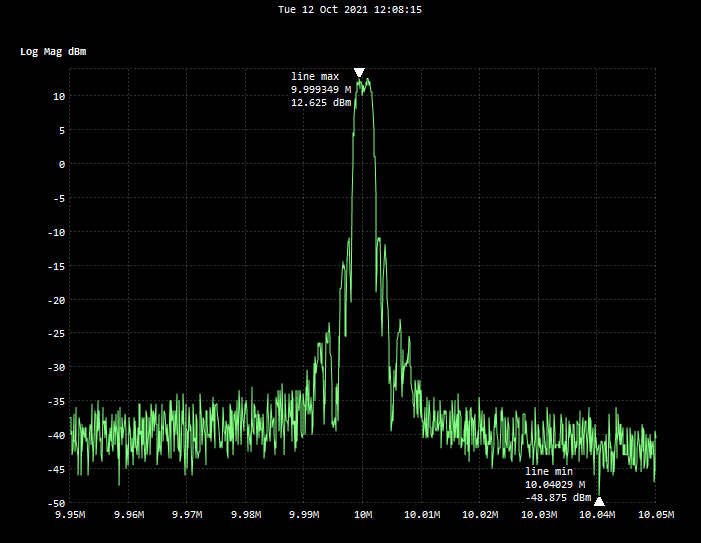 Tue 12 Oct 2021 12:08:15
Log Mag dBm
line max
9.999349 M
12.625 dBm
10
5
0
-5
-10
-15
-20
-25
-30
-35
-40
-45
-50
line min
10.04029 M
-48.875 dBm
9.95M 9.96M 9.97M 9.98M 9.99M 10M 10.01M 10.02M 10.03M 10.04M 10.05M